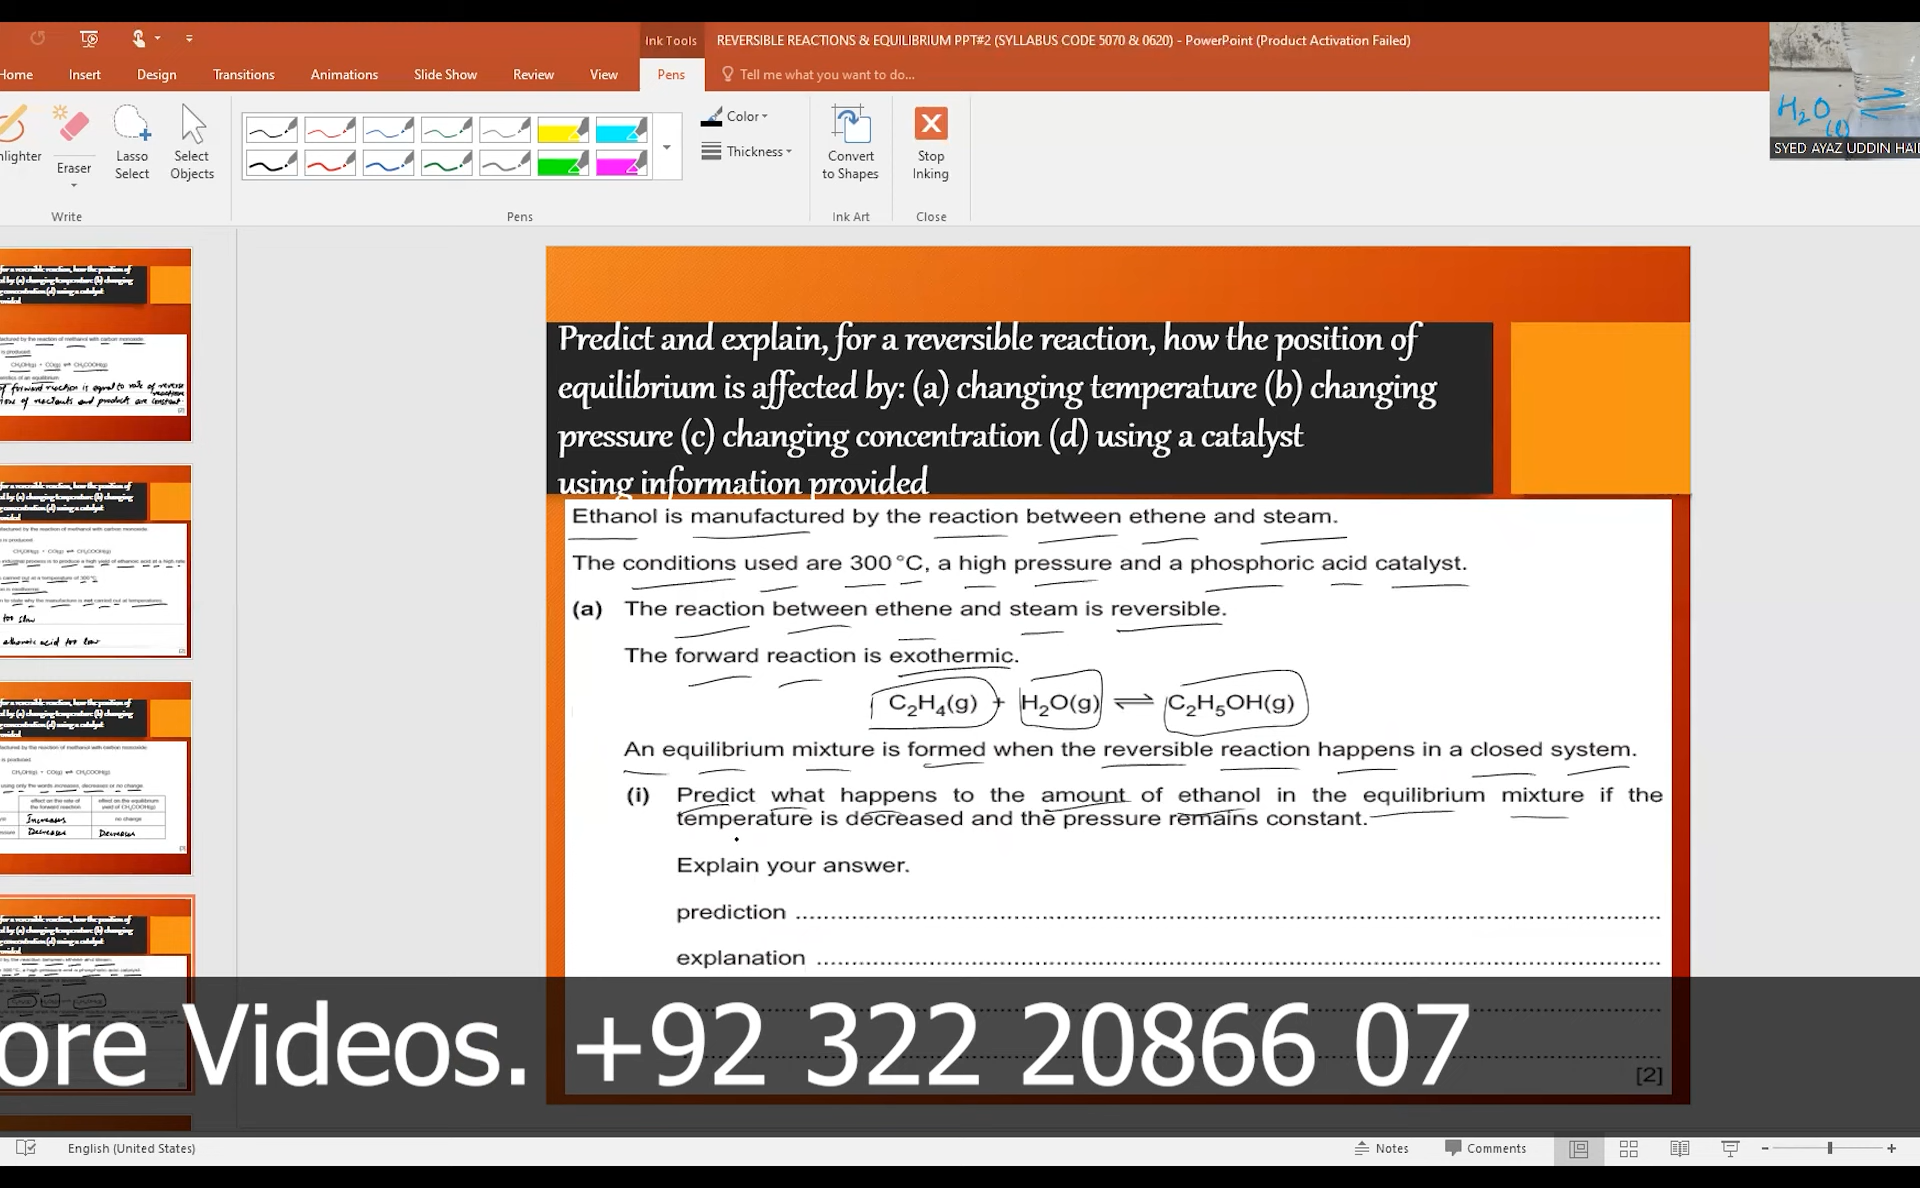 REVERSIBLE REACTIONS & EQUILIBRIUM PPT#2 (SYLLABUS CODE 5070 & 0620) - PowerPoint (Product Activation Failed)
Ink Tools
Home Insert Design Transitions Animations Slide Show Review View Pens Tell me what you want to do...
H2O (l) ⇌
SYED AYAZ UDDIN HAID
hlighter
Eraser
Lasso Select
Select Objects
Color
Thickness
Convert to Shapes
Stop Inking
Write
Pens
Ink Art
Close
Predict and explain, for a reversible reaction, how the position of
equilibrium is affected by: (a) changing temperature (b) changing
pressure (c) changing concentration (d) using a catalyst
using information provided
Ethanol is manufactured by the reaction between ethene and steam.
The conditions used are 300 °C, a high pressure and a phosphoric acid catalyst.
(a) The reaction between ethene and steam is reversible.
The forward reaction is exothermic.
C2H4(g) + H2O(g) ⇌ C2H5OH(g)
An equilibrium mixture is formed when the reversible reaction happens in a closed system.
(i) Predict what happens to the amount of ethanol in the equilibrium mixture if the
temperature is decreased and the pressure remains constant.
Explain your answer.
prediction
explanation
[2]
ore Videos. +92 322 20866 07
English (United States)
Notes
Comments